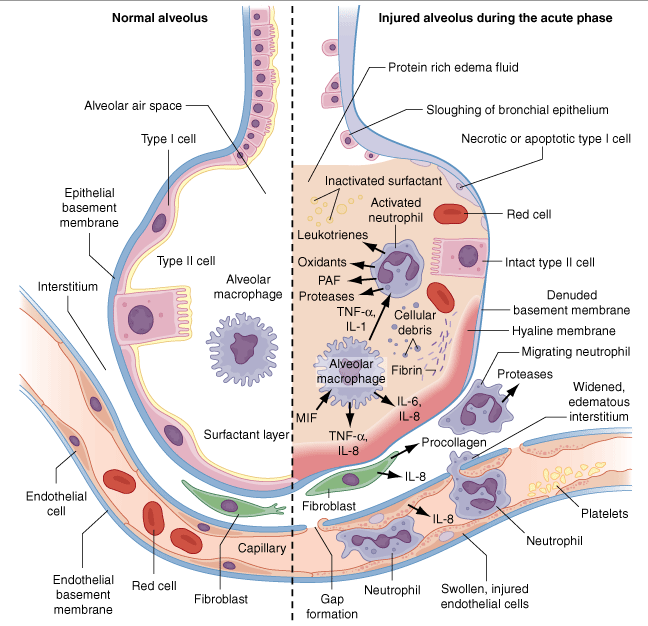 Normal alveolus
Injured alveolus during the acute phase
Protein rich edema fluid
Alveolar air space
Sloughing of bronchial epithelium
Type I cell
Necrotic or apoptotic type I cell
Inactivated surfactant
Epithelial
basement
membrane
Activated
neutrophil
Red cell
Leukotrienes
Type II cell
Oxidants
Intact type II cell
Alveolar
macrophage
PAF
Interstitium
Proteases
TNF-α,
IL-1
Cellular
debris
Denuded
basement membrane
Hyaline membrane
Migrating neutrophil
Alveolar
macrophage
Fibrin
Proteases
Widened,
edematous
interstitium
IL-6,
IL-8
MIF
TNF-α,
IL-8
Surfactant layer
Procollagen
IL-8
Endothelial
cell
Fibroblast
IL-8
Platelets
Neutrophil
Capillary
Endothelial
basement
membrane
Red cell
Fibroblast
Gap
formation
Neutrophil
Swollen, injured
endothelial cells